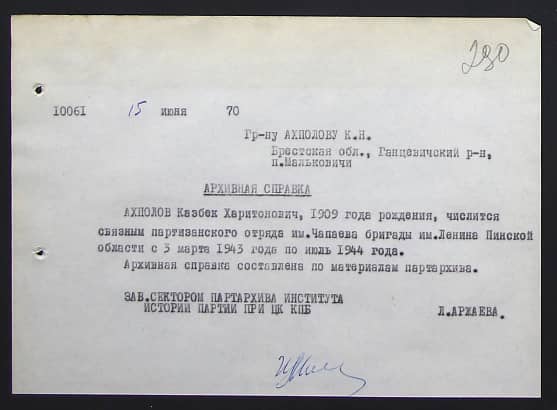 280
10061 15 июня 70
Гр-ну АХПОЛОВУ К.Н.
Брестская обл., Ганцевичский р-н,
п.Мальковичи
АРХИВНАЯ СПРАВКА
АХПОЛОВ Казбек Харитонович, 1909 года рождения, числится
связным партизанского отряда им.Чапаева бригады им.Ленина Пинской
области с 3 марта 1943 года по июль 1944 года.
Архивная справка составлена по материалам партархива.
ЗАВ.СЕКТОРОМ ПАРТАРХИВА ИНСТИТУТА
ИСТОРИИ ПАРТИИ ПРИ ЦК КПБ Л.АРЖАЕВА.